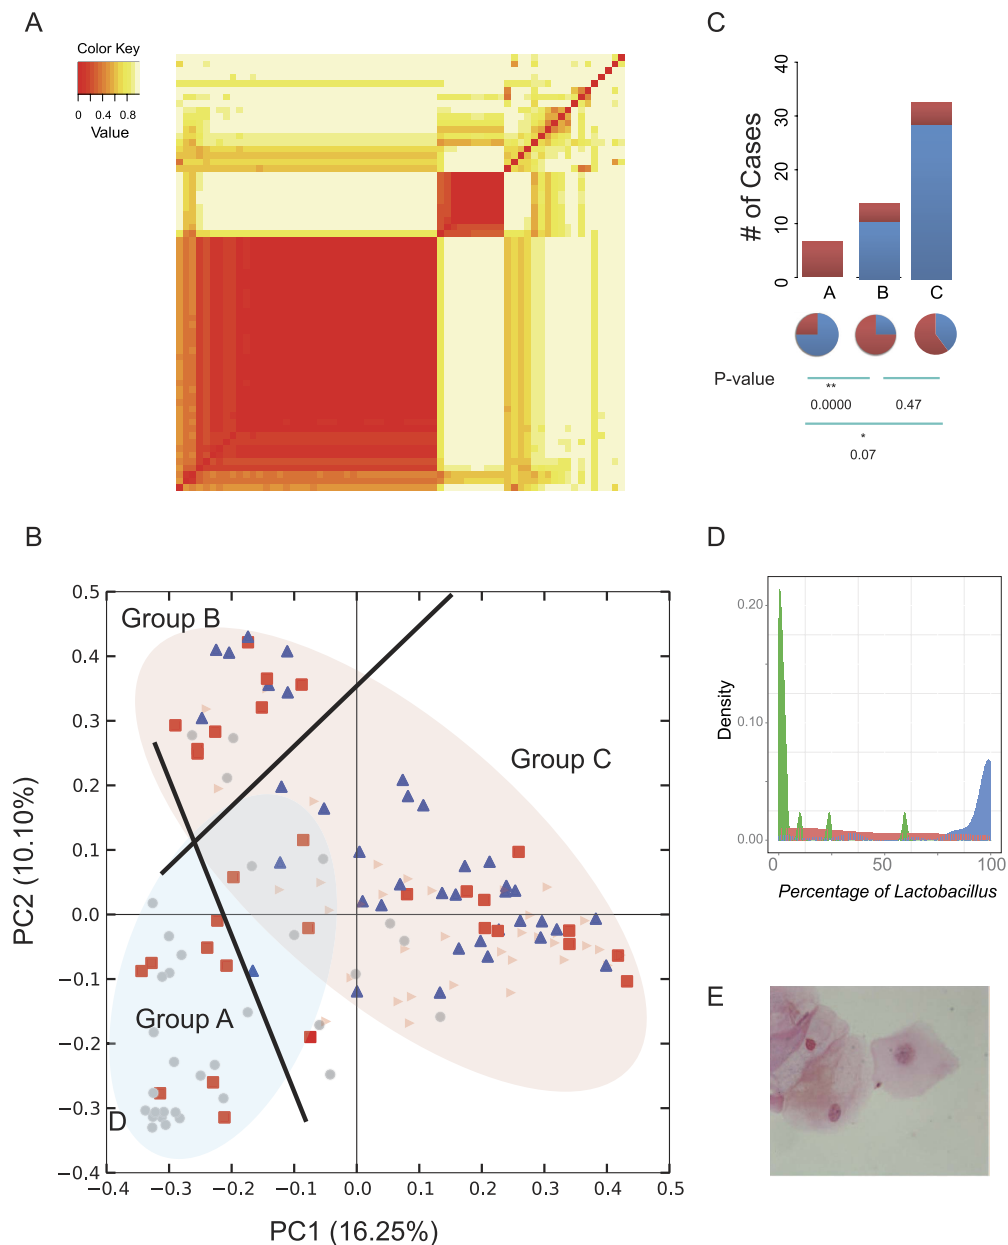 A
Color Key
0 0.4 0.8
Value
C
# of Cases
0 10 20 30 40
A B C
P-value
**
0.0000
0.47
*
0.07
B
Group B
Group C
Group A
D
PC2 (10.10%)
0.5
0.4
0.3
0.2
0.1
0.0
−0.1
−0.2
−0.3
−0.4
−0.4 −0.3 −0.2 −0.1 0.0 0.1 0.2 0.3 0.4 0.5
PC1 (16.25%)
D
Density
0.20
0.10
0.00
0 50 100
Percentage of Lactobacillus
E